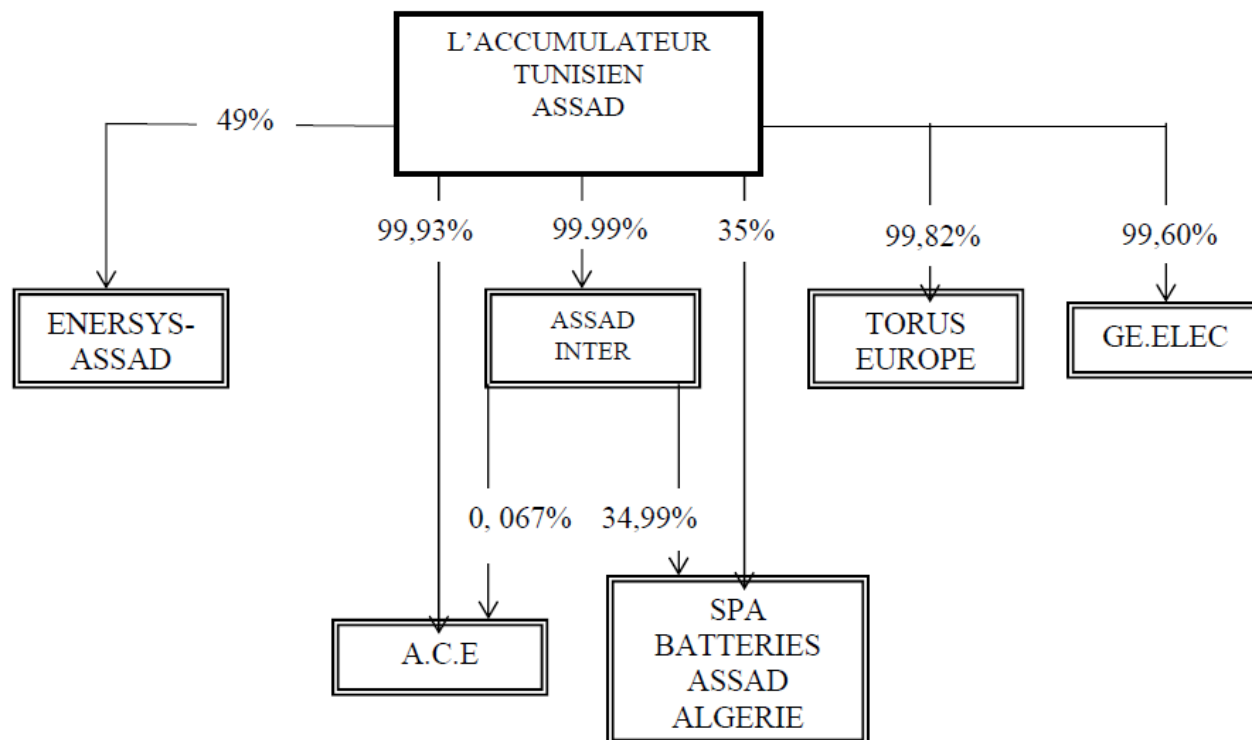 L'ACCUMULATEUR
TUNISIEN
ASSAD
49%
99,93%
99.99%
35%
99,82%
99,60%
ENERSYS-
ASSAD
ASSAD
INTER
TORUS
EUROPE
GE.ELEC
0, 067%
34,99%
A.C.E
SPA
BATTERIES
ASSAD
ALGERIE